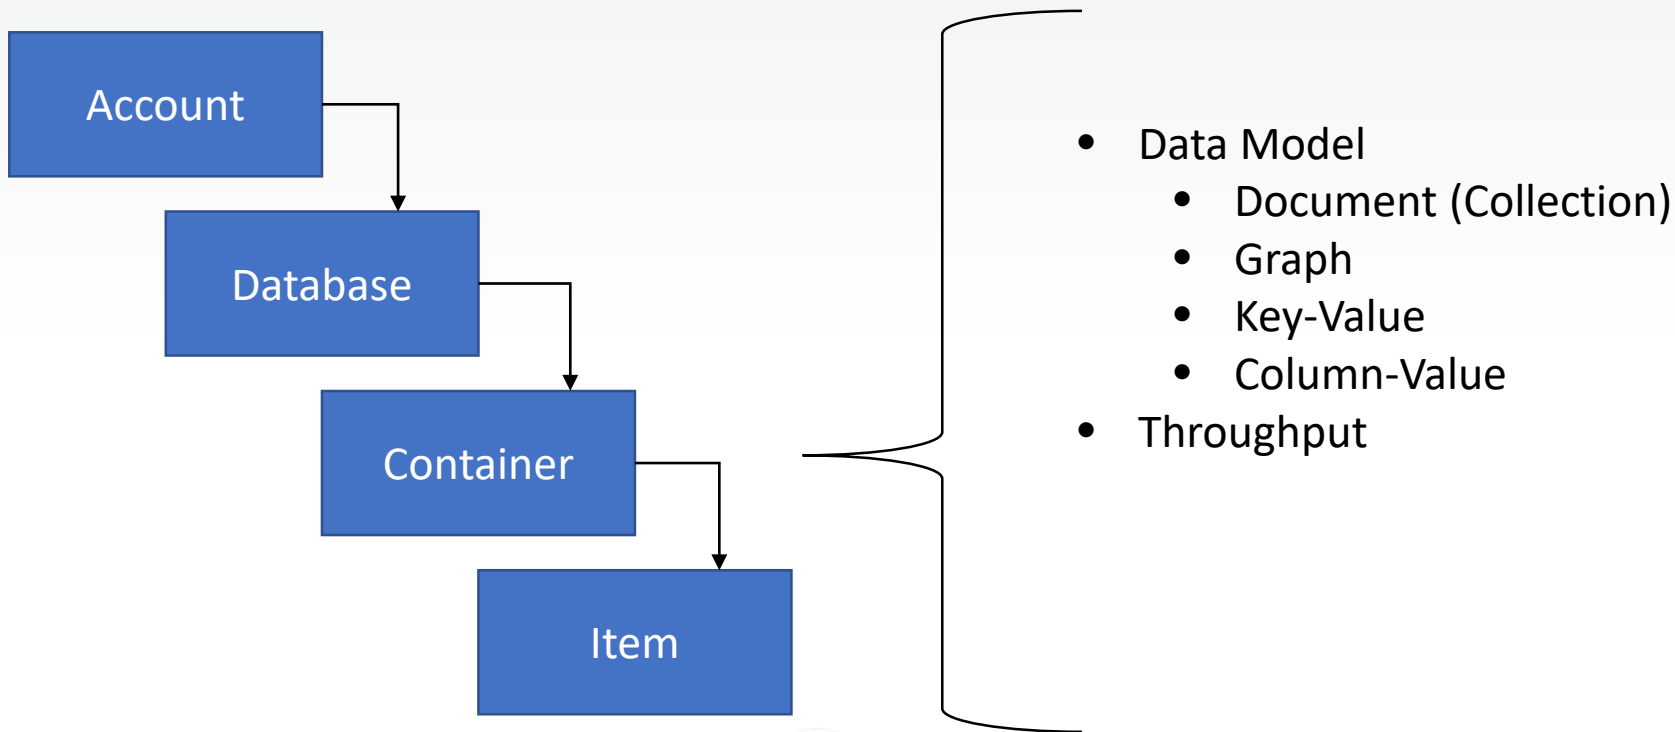 Account
Database
Container
Item
• Data Model
• Document (Collection)
• Graph
• Key-Value
• Column-Value
• Throughput